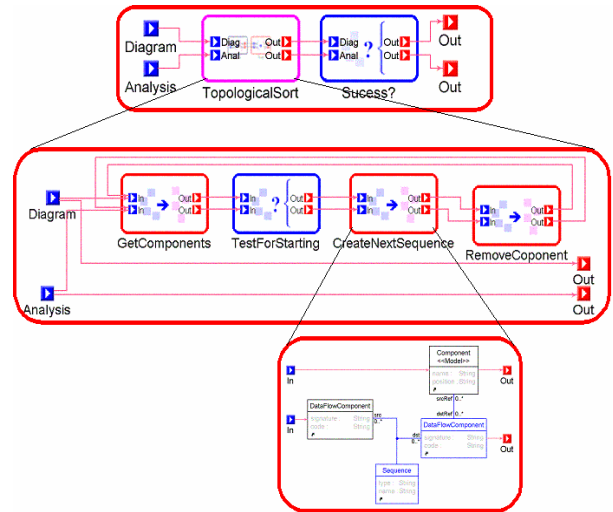 Diagram
Analysis
Diag
Anal
Out
Out
TopologicalSort
Diag
Anal
?
Out
Out
Sucess?
Out
Out
Diagram
Analysis
In
In
Out
Out
GetComponents
In
In
?
Out
Out
TestForStarting
In
In
Out
Out
CreateNextSequence
In
In
Out
Out
RemoveCoponent
Out
Out
In
In
Component
<<Model>>
name : String
position : String
srcRef 0..*
dstRef 0..*
DataFlowComponent
signature : String
code : String
src
0..*
dst
0..*
DataFlowComponent
signature : String
code : String
Sequence
type : String
name : String
Out
Out